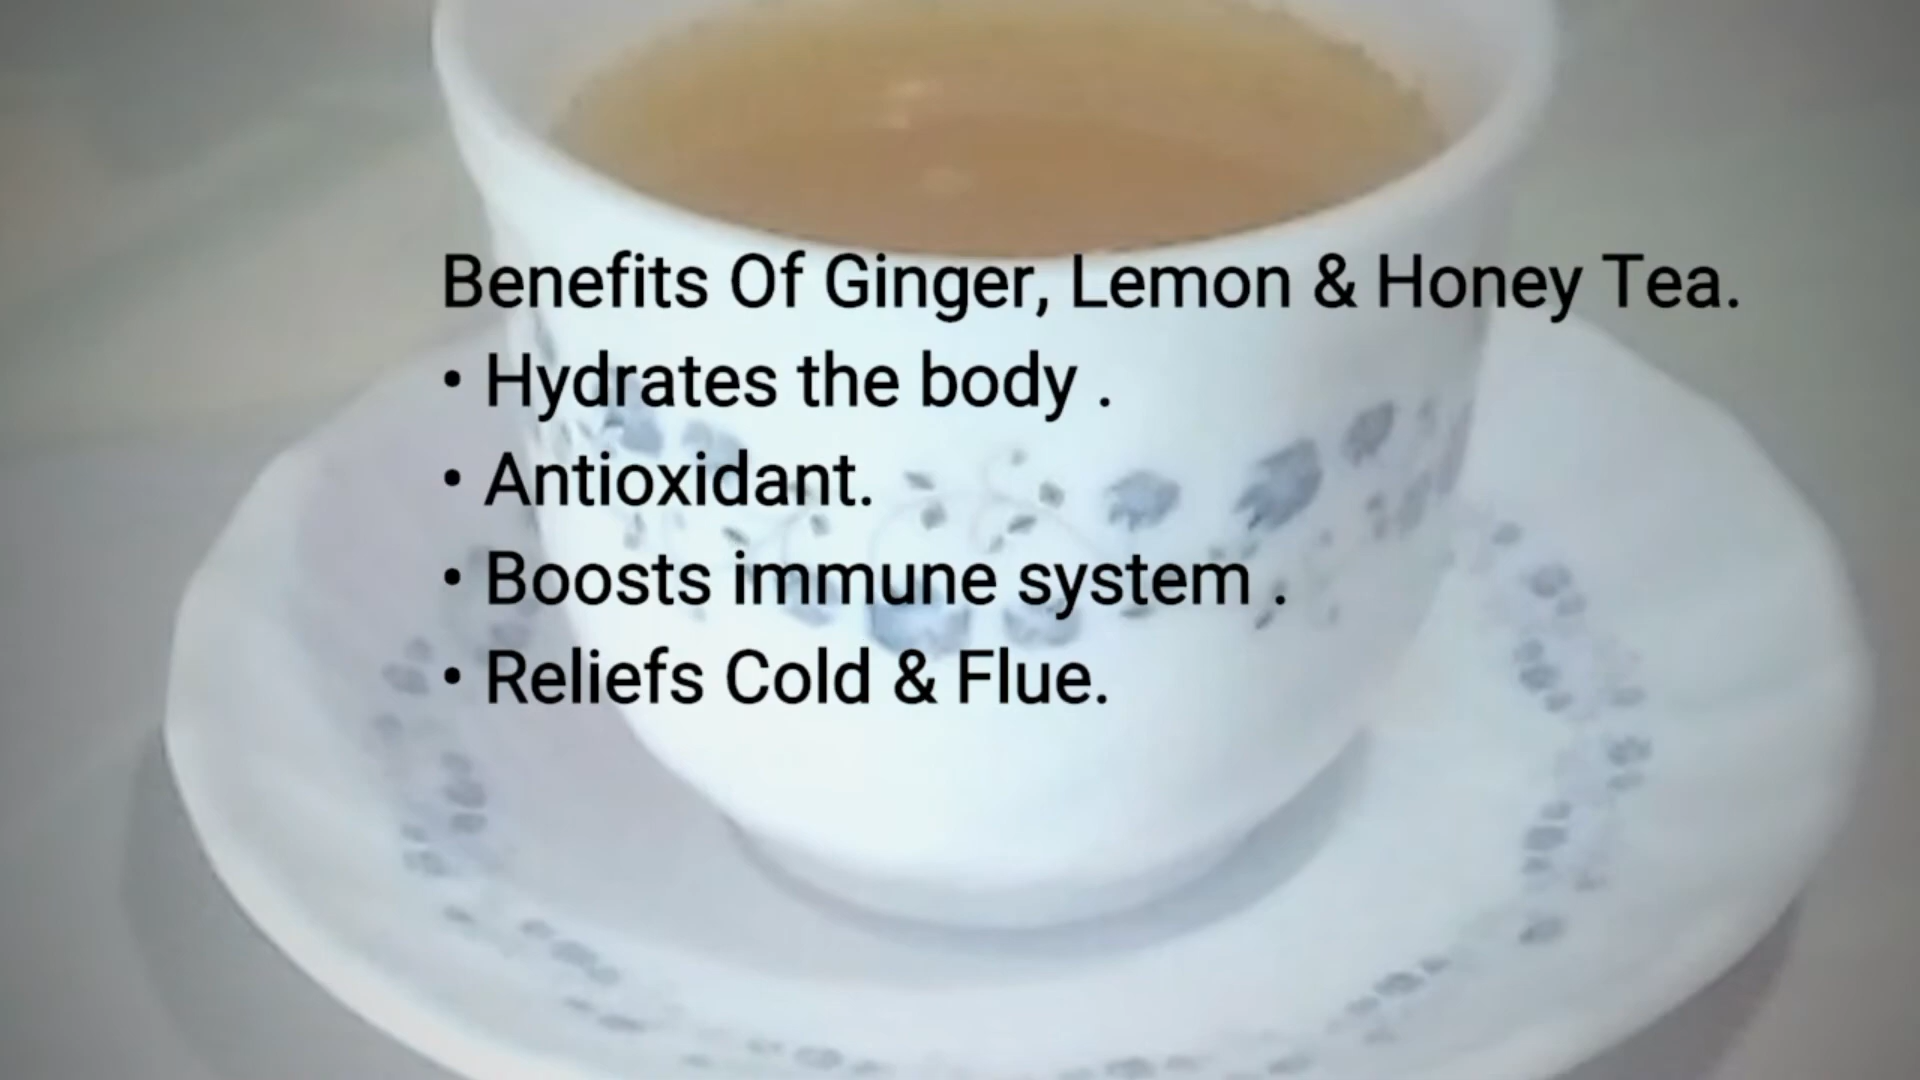 Benefits Of Ginger, Lemon & Honey Tea.
• Hydrates the body .
• Antioxidant.
• Boosts immune system .
• Reliefs Cold & Flue.